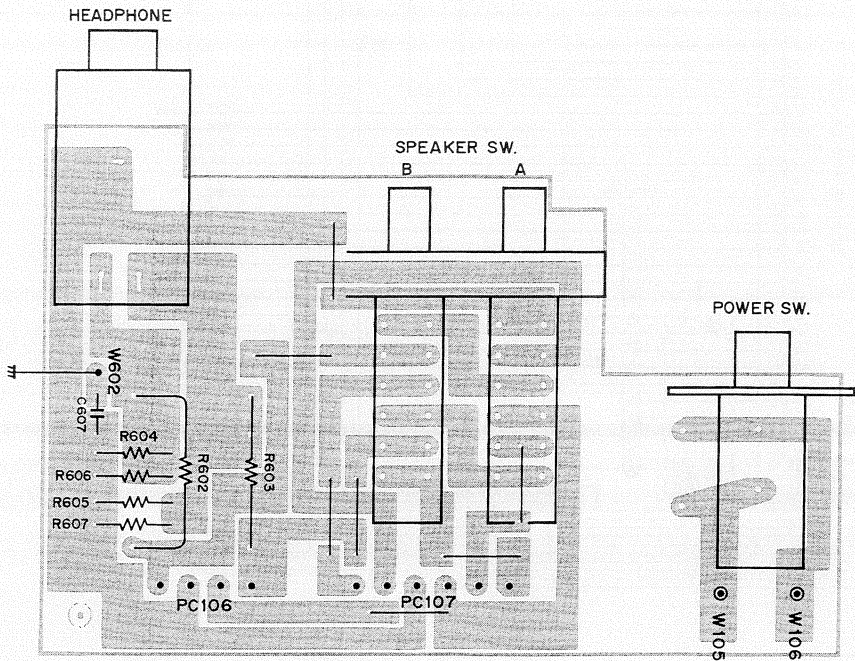 HEADPHONE
SPEAKER SW.
B A
POWER SW.
W602
C607
R604
R606
R602
R603
R605
R607
PC106
PC107
W105
W106